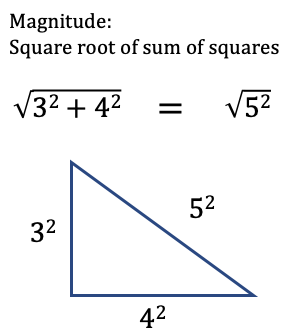 Magnitude:
Square root of sum of squares
√(3² + 4²) = √(5²)
3²
5²
4²